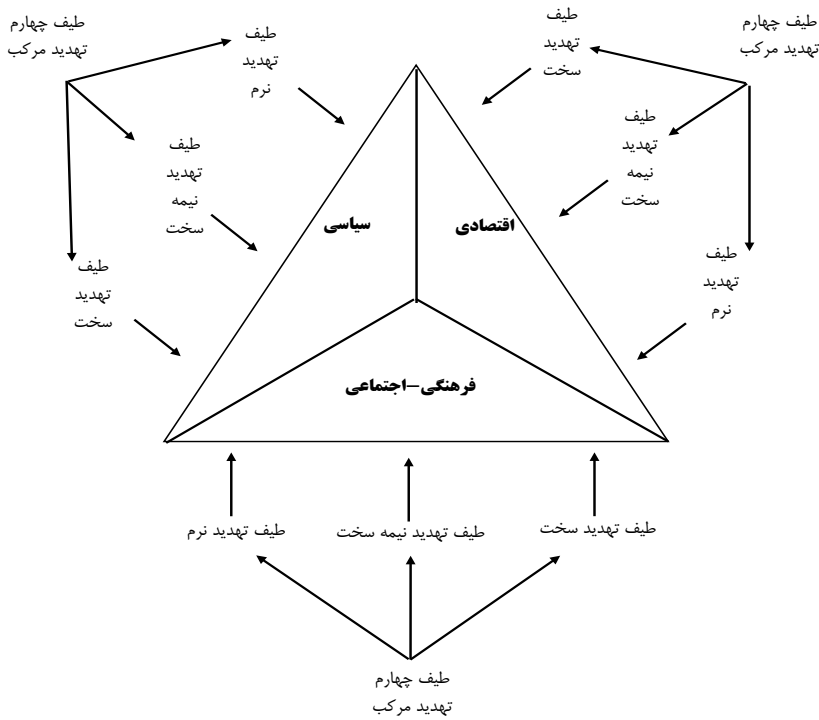 طیف چهارم
تهدید مرکب
طیف
تهدید
سخت
طیف
تهدید
نیمه
سخت
طیف
تهدید
نرم
طیف چهارم
تهدید مرکب
طیف
تهدید
نرم
طیف
تهدید
نیمه
سخت
طیف
تهدید
سخت
اقتصادی
سیاسی
فرهنگی–اجتماعی
طیف تهدید سخت
طیف تهدید نیمه سخت
طیف تهدید نرم
طیف چهارم
تهدید مرکب